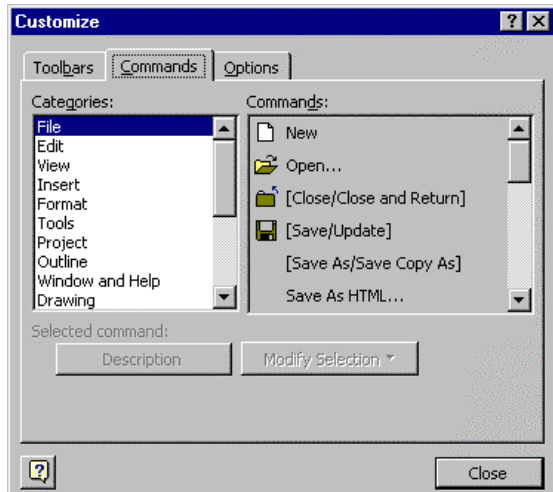 Customize
Toolbars Commands Options
Categories:
File
Edit
View
Insert
Format
Tools
Project
Outline
Window and Help
Drawing
Commands:
New
Open...
[Close/Close and Return]
[Save/Update]
[Save As/Save Copy As]
Save As HTML...
Selected command:
Description
Modify Selection
Close